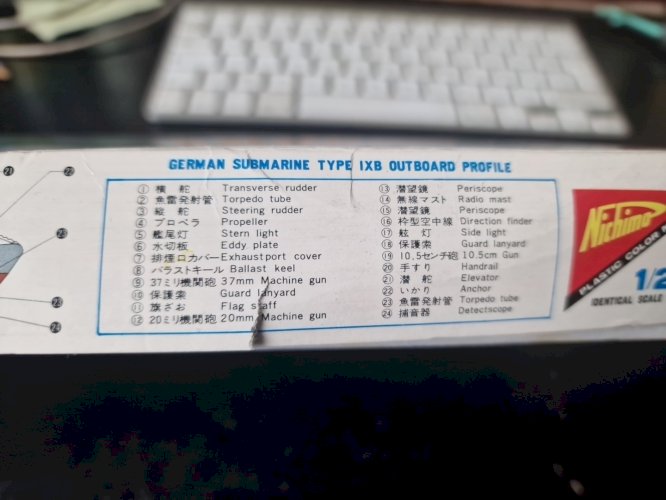 GERMAN SUBMARINE TYPE IXB OUTBOARD PROFILE
① 横 舵 Transverse rudder
② 魚雷発射管 Torpedo tube
③ 縦 舵 Steering rudder
④ プロペラ Propeller
⑤ 艦尾灯 Stern light
⑥ 水切板 Eddy plate
⑦ 排煙口カバー Exhaust port cover
⑧ バラストキール Ballast keel
⑨ 37ミリ機関砲 37mm Machine gun
⑩ 保護索 Guard lanyard
⑪ 旗ざお Flag staff
⑫ 20ミリ機関砲 20mm Machine gun
⑬ 潜望鏡 Periscope
⑭ 無線マスト Radio mast
⑮ 潜望鏡 Periscope
⑯ 枠型空中線 Direction finder
⑰ 舷 灯 Side light
⑱ 保護索 Guard lanyard
⑲ 10.5センチ砲 10.5cm Gun
⑳ 手すり Handrail
㉑ 潜 舵 Elevator
㉒ いかり Anchor
㉓ 魚雷発射管 Torpedo tube
㉔ 捕音器 Detectscope
Nichimo
PLASTIC COLOR
1/2
IDENTICAL SCALE